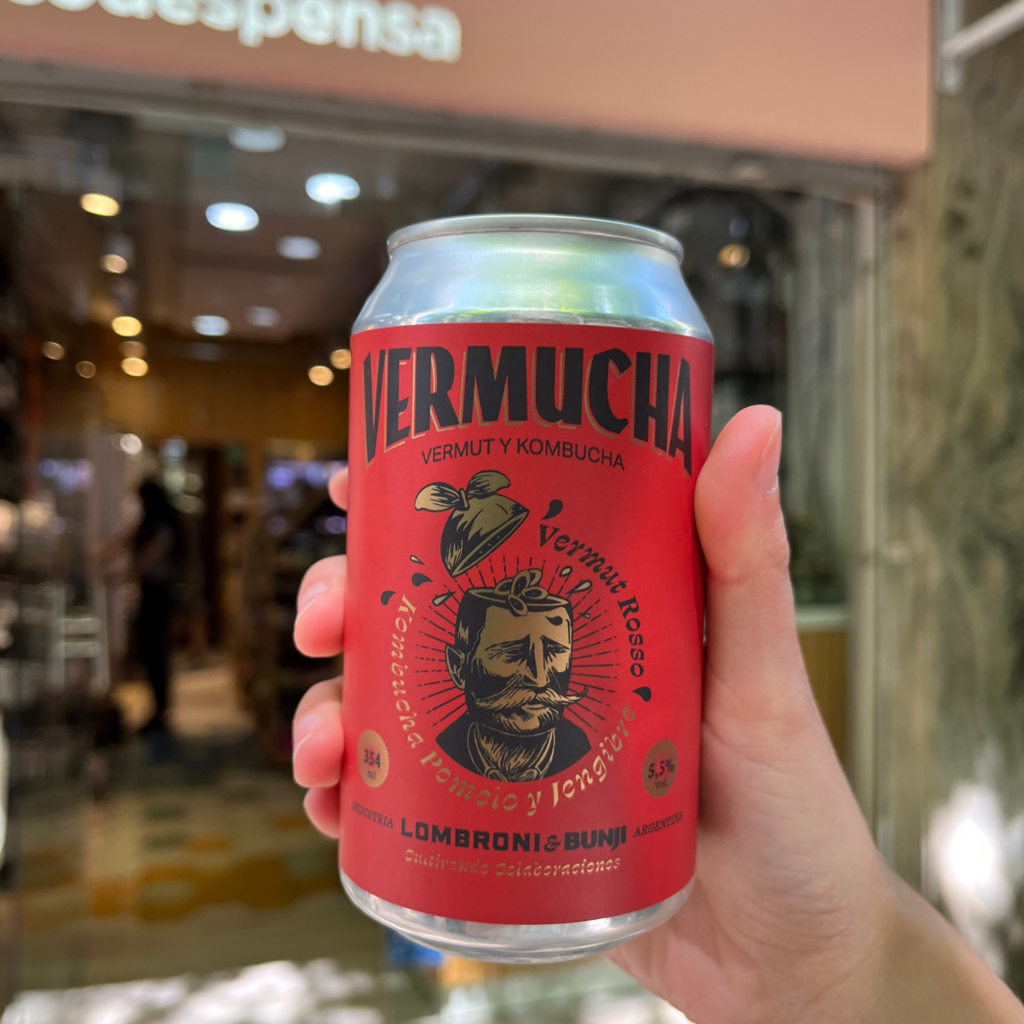 despensa
VERMUCHA
VERMUT Y KOMBUCHA
Vermut Rosso
Kombucha Pomelo y Jengibre
354
ml
5,5%
Vol.
INDUSTRIA LOMBRONI & BUNJI ARGENTINA
Cultivando Colaboraciones